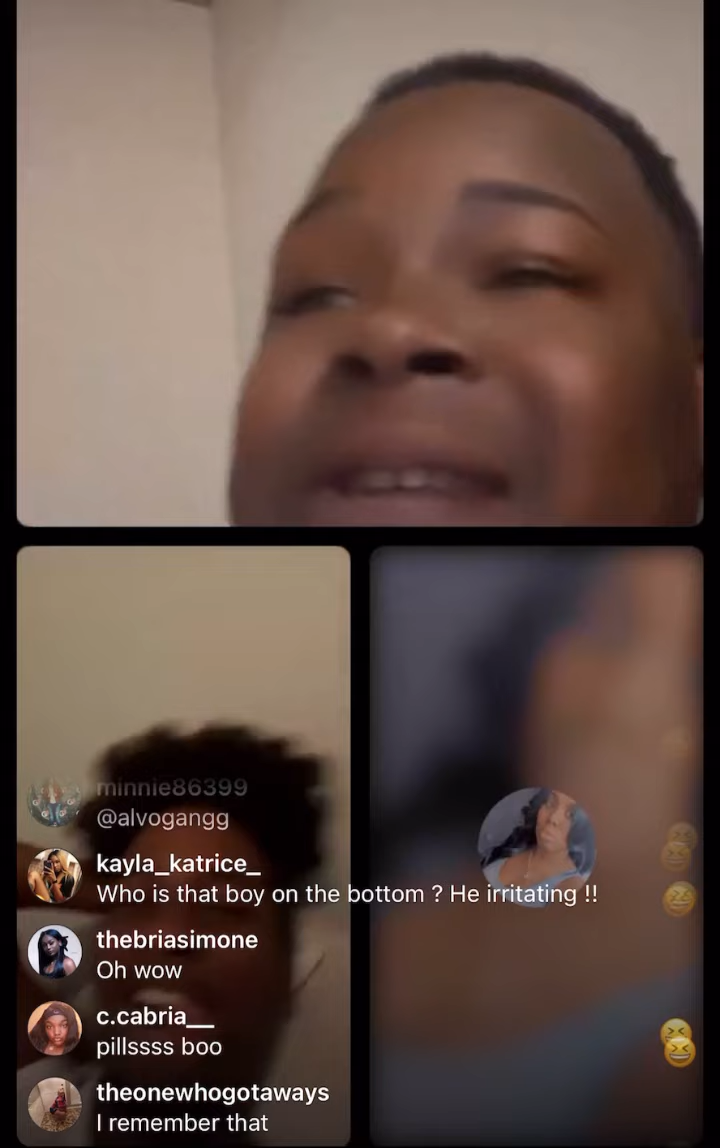 minnie86399
@alvogangg
kayla_katrice_
Who is that boy on the bottom ? He irritating !!
thebriasimone
Oh wow
c.cabria__
pillssss boo
theonewhogotaways
I remember that